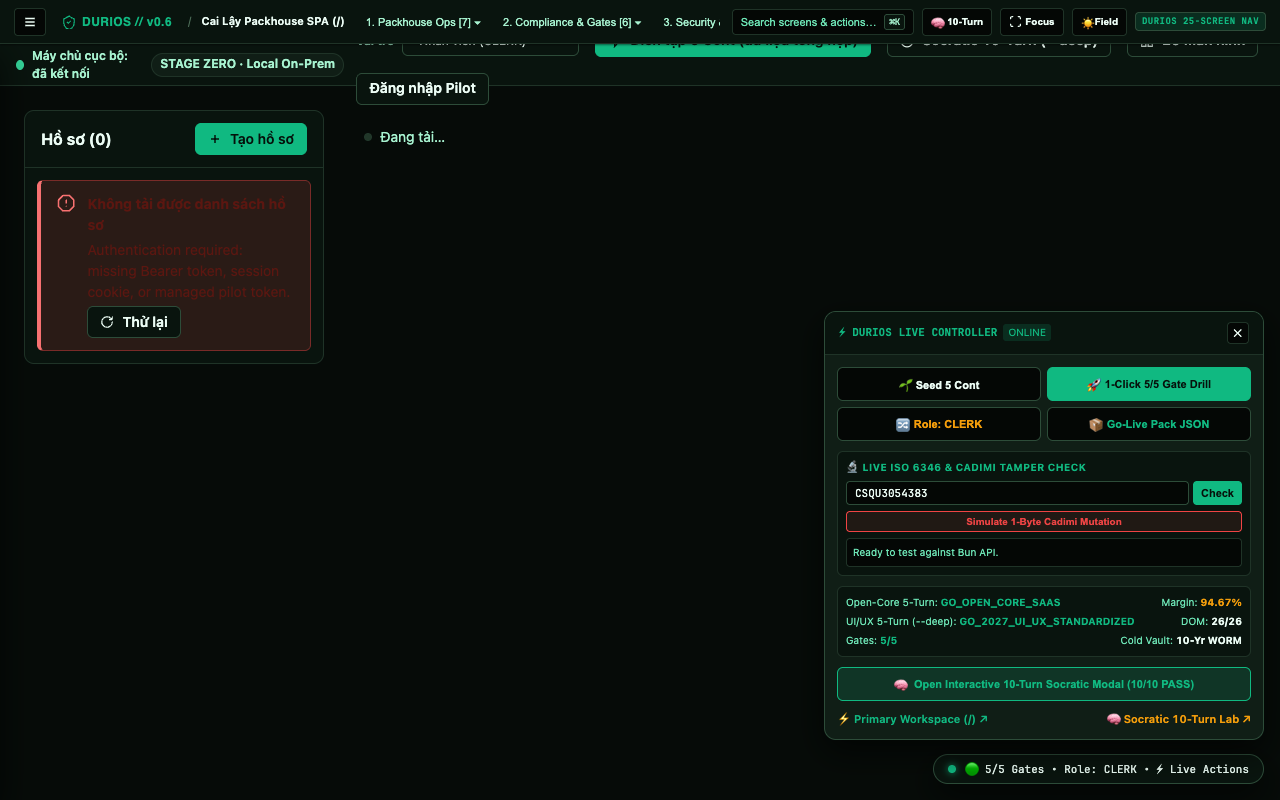 ☰ DURIOS // v0.6 / Cai Lậy Packhouse SPA (/) 1. Packhouse Ops [7] 2. Compliance & Gates [6] 3. Security Search screens & actions… ⌘K 🧠 10-Turn Focus ☀️ Field DURIOS 25-SCREEN NAV
Máy chủ cục bộ:
đã kết nối
STAGE ZERO · Local On-Prem
Đăng nhập Pilot
Hồ sơ (0)
+ Tạo hồ sơ
Đang tải...
Không tải được danh sách hồ
sơ
Authentication required:
missing Bearer token, session
cookie, or managed pilot token
Thử lại
⚡ DURIOS LIVE CONTROLLER ONLINE ✕
🌱 Seed 5 Cont
🚀 1-Click 5/5 Gate Drill
🔀 Role: CLERK
📦 Go-Live Pack JSON
🔬 LIVE ISO 6346 & CADIMI TAMPER CHECK
CSQU3054383 Check
Simulate 1-Byte Cadimi Mutation
Ready to test against Bun API.
Open-Core 5-Turn: GO_OPEN_CORE_SAAS Margin: 94.67%
UI/UX 5-Turn (--deep): GO_2027_UI_UX_STANDARDIZED DOM: 26/26
Gates: 5/5 Cold Vault: 10-Yr WORM
🧠 Open Interactive 10-Turn Socratic Modal (10/10 PASS)
⚡ Primary Workspace (/) ↗ 🧠 Socratic 10-Turn Lab ↗
5/5 Gates • Role: CLERK • ⚡ Live Actions